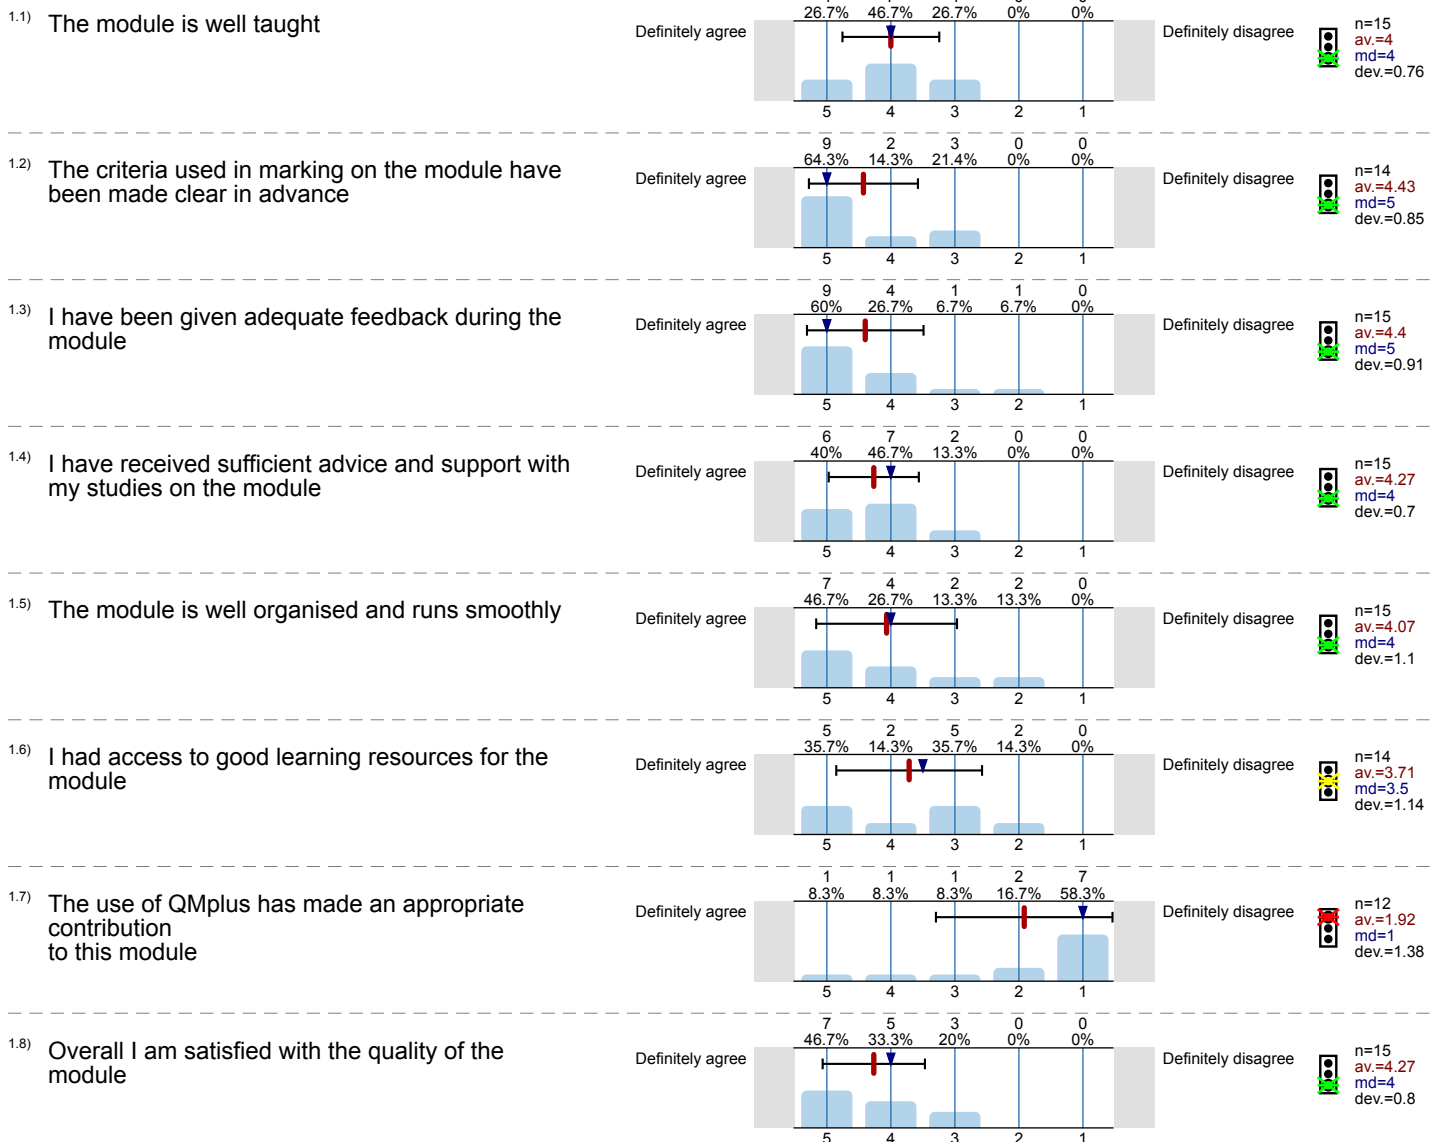 1.1) The module is well taught
26.7% 46.7% 26.7% 0% 0%
Definitely agree
Definitely disagree
n=15
av.=4
md=4
dev.=0.76
5 4 3 2 1
1.2) The criteria used in marking on the module have
been made clear in advance
9 2 3 0 0
64.3% 14.3% 21.4% 0% 0%
Definitely agree
Definitely disagree
n=14
av.=4.43
md=5
dev.=0.85
5 4 3 2 1
1.3) I have been given adequate feedback during the
module
9 4 1 1 0
60% 26.7% 6.7% 6.7% 0%
Definitely agree
Definitely disagree
n=15
av.=4.4
md=5
dev.=0.91
5 4 3 2 1
1.4) I have received sufficient advice and support with
my studies on the module
6 7 2 0 0
40% 46.7% 13.3% 0% 0%
Definitely agree
Definitely disagree
n=15
av.=4.27
md=4
dev.=0.7
5 4 3 2 1
1.5) The module is well organised and runs smoothly
7 4 2 2 0
46.7% 26.7% 13.3% 13.3% 0%
Definitely agree
Definitely disagree
n=15
av.=4.07
md=4
dev.=1.1
5 4 3 2 1
1.6) I had access to good learning resources for the
module
5 2 5 2 0
35.7% 14.3% 35.7% 14.3% 0%
Definitely agree
Definitely disagree
n=14
av.=3.71
md=3.5
dev.=1.14
5 4 3 2 1
1.7) The use of QMplus has made an appropriate
contribution
to this module
1 1 1 2 7
8.3% 8.3% 8.3% 16.7% 58.3%
Definitely agree
Definitely disagree
n=12
av.=1.92
md=1
dev.=1.38
5 4 3 2 1
1.8) Overall I am satisfied with the quality of the
module
7 5 3 0 0
46.7% 33.3% 20% 0% 0%
Definitely agree
Definitely disagree
n=15
av.=4.27
md=4
dev.=0.8
5 4 3 2 1